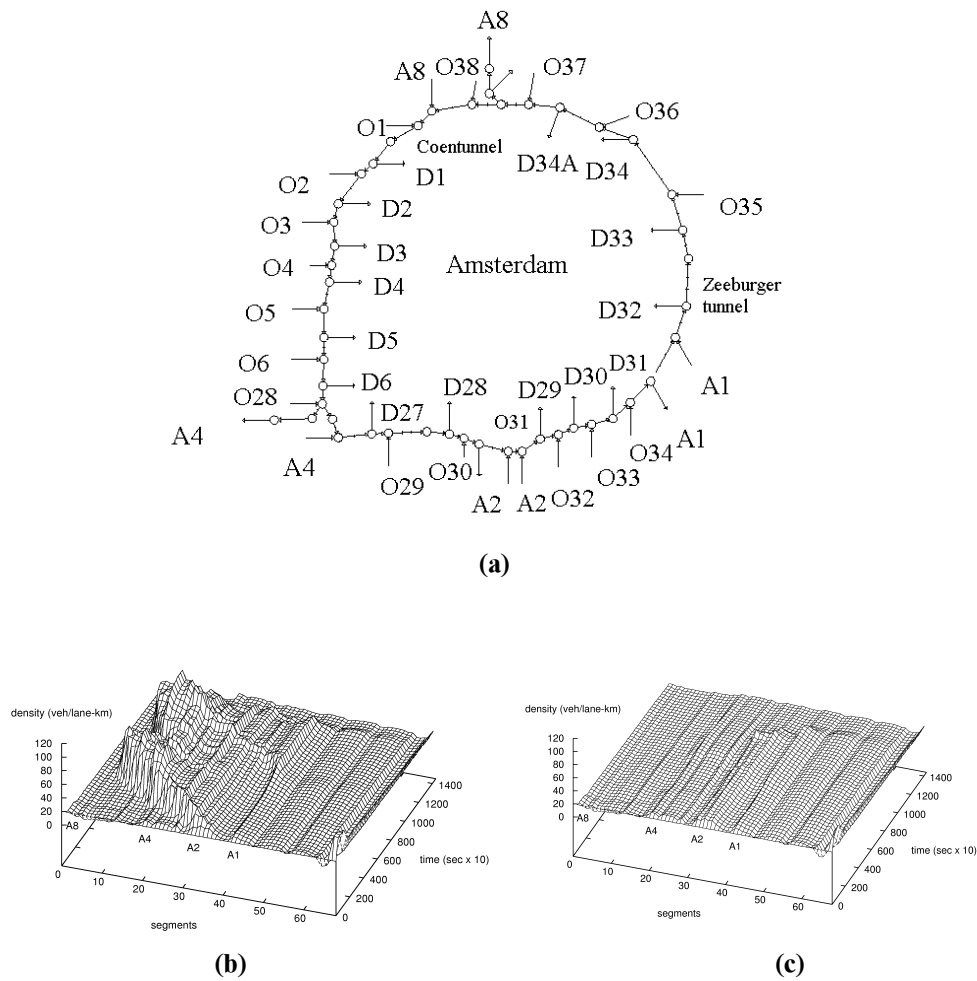 A8
A8 O38 O37
O1 O36
Coentunnel
D34A D34
O2 D1
D2 O35
O3
D3 D33
O4 Amsterdam
D4 Zeeburger
tunnel
O5 D32
D5
O6 D31
D6 D28 D30
D29 A1
O28 D27 O31
A4 A1
A4 O30 O34
O29 O33
A2 A2 O32
(a)
density (veh/lane-km)
120
100
80
60
40
20
0
A8
A4
A2
A1
0 10 20 30 40 50 60
segments
0
200
400
600
800
1000
1200
1400
time (sec x 10)
(b)
density (veh/lane-km)
120
100
80
60
40
20
0
A8
A4
A2
A1
0 10 20 30 40 50 60
segments
0
200
400
600
800
1000
1200
1400
time (sec x 10)
(c)